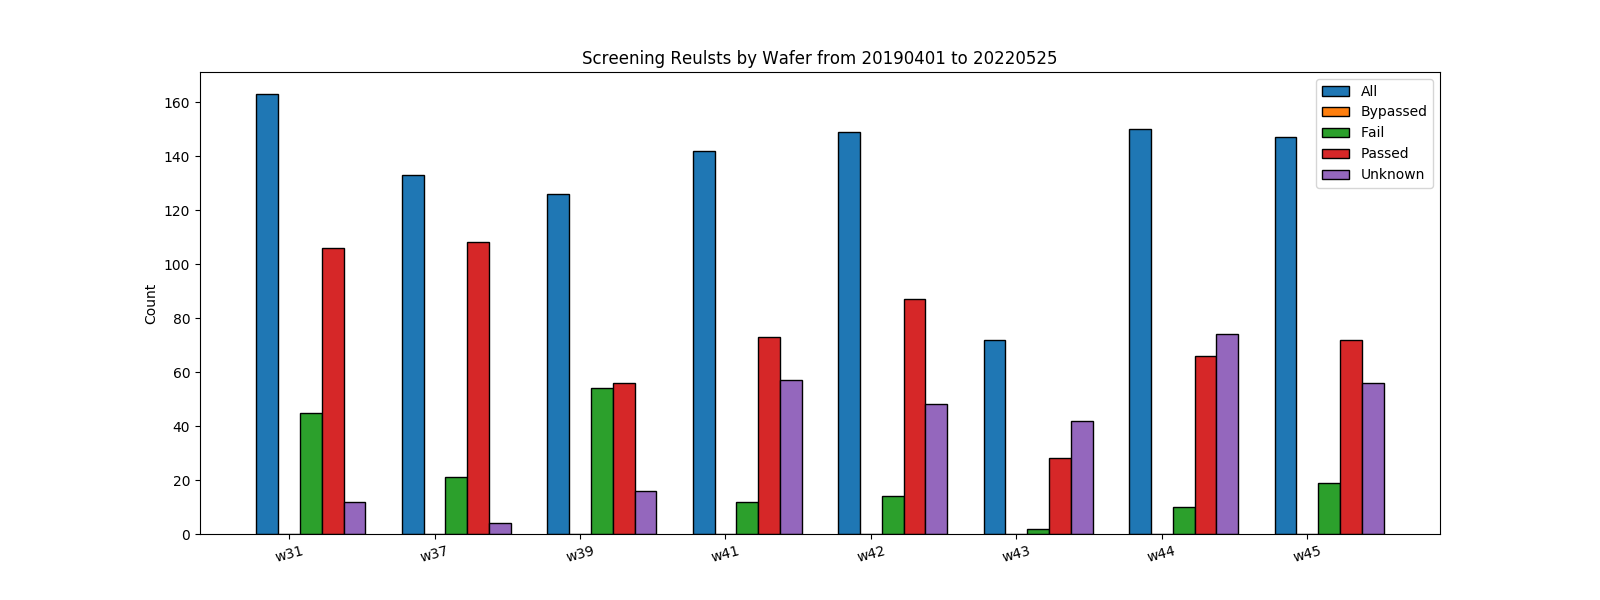 Screening Reulsts by Wafer from 20190401 to 20220525
All
Bypassed
Fail
Passed
Unknown
Count
160
140
120
100
80
60
40
20
0
w31
w37
w39
w41
w42
w43
w44
w45